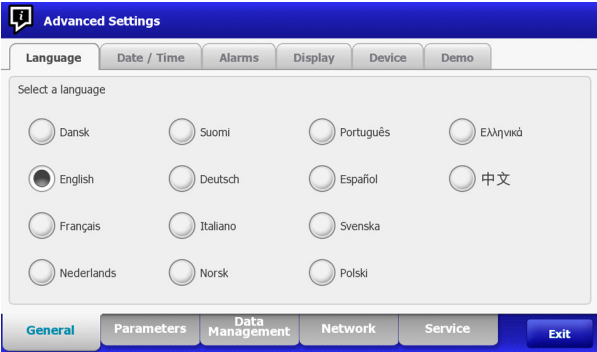 Advanced Settings
Language Date / Time Alarms Display Device Demo
Select a language
Dansk Suomi Português Ελληνικά
English Deutsch Español 中文
Français Italiano Svenska
Nederlands Norsk Polski
General Parameters Data Management Network Service Exit